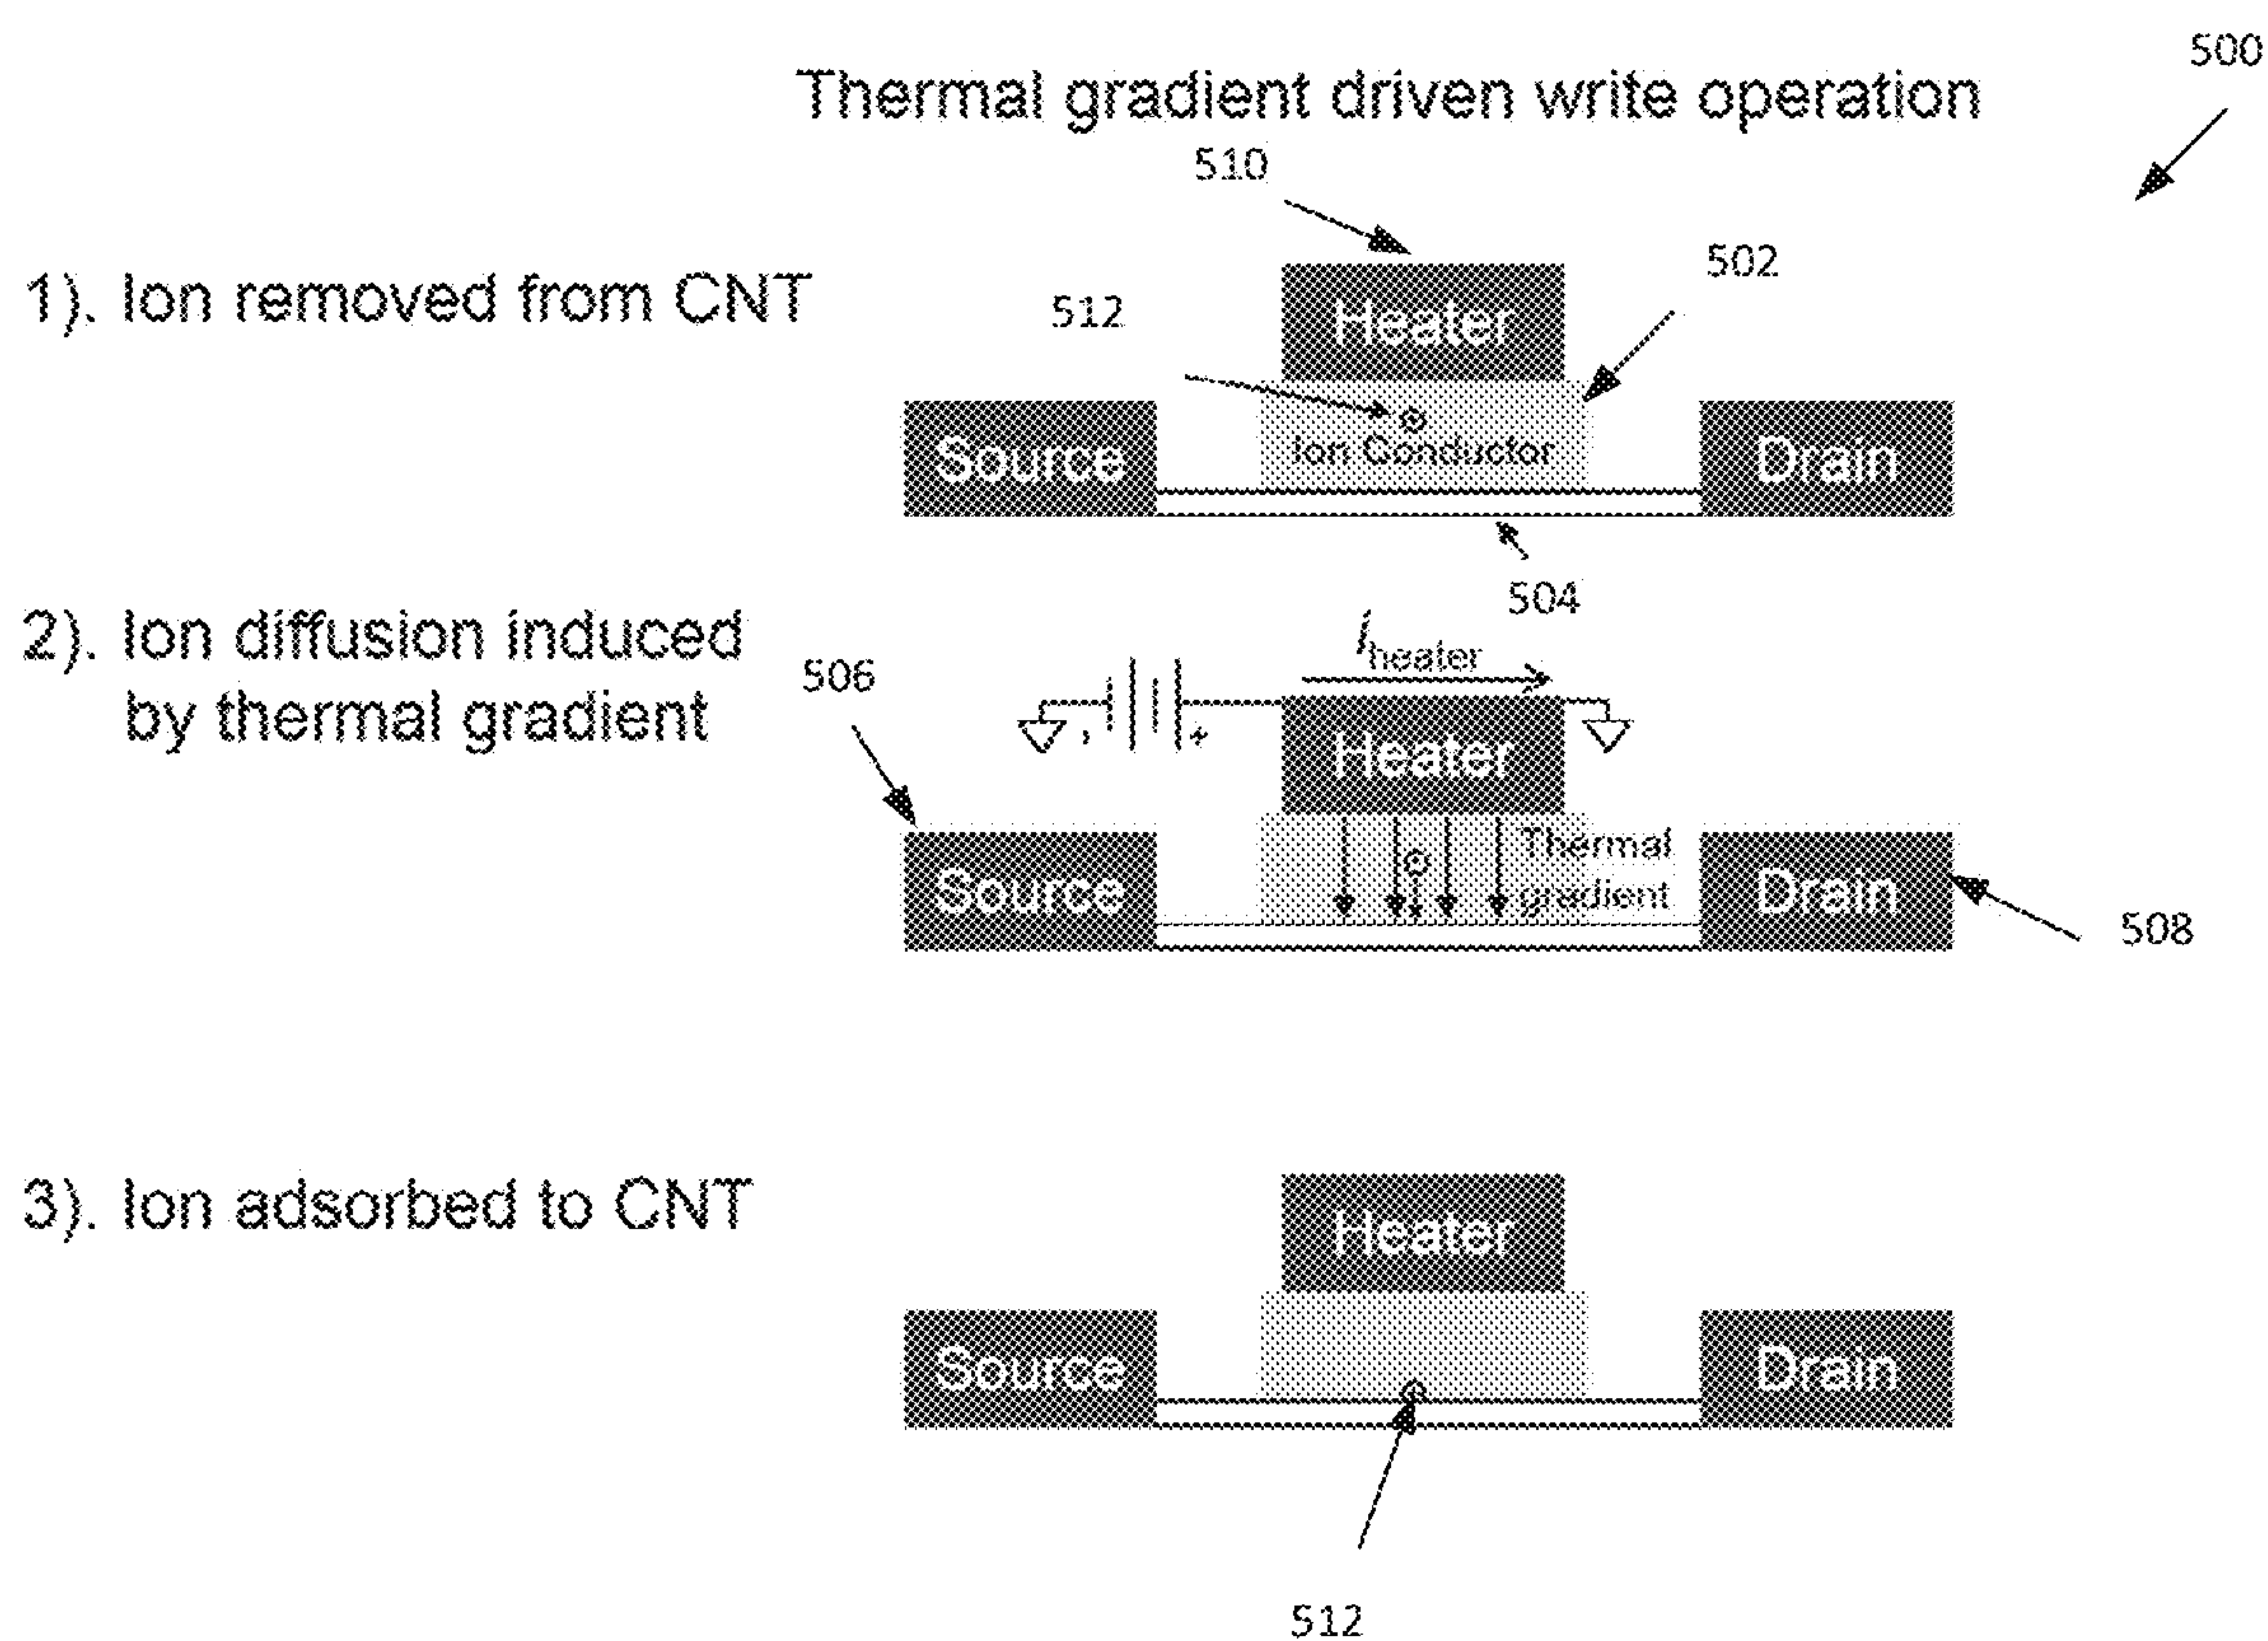 500
Thermal gradient driven write operation
510
1). Ion removed from CNT
502
512
Heater
Ion Conductor
Source
Drain
504
2). Ion diffusion induced
by thermal gradient
506
Iheater
- +
Heater
Thermal
gradient
Source
Drain
508
3). Ion adsorbed to CNT
Heater
Source
Drain
512